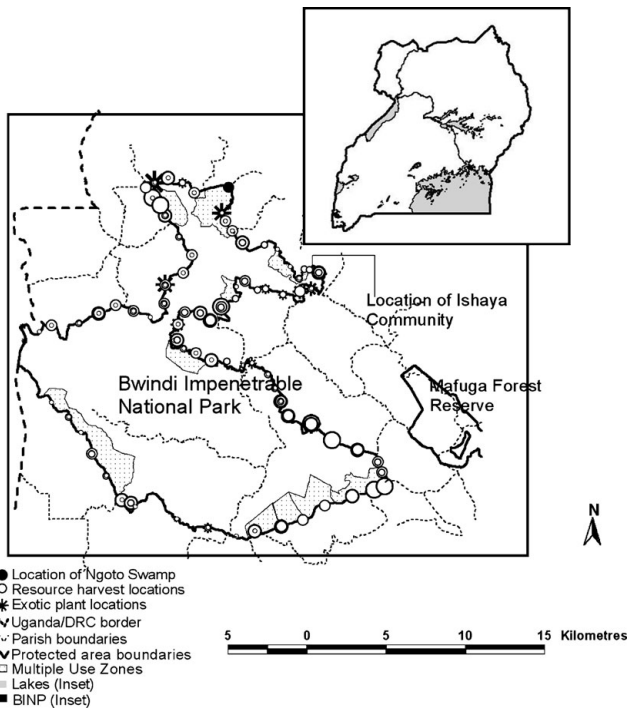 Location of Ishaya
Community
Bwindi Impenetrable
National Park
Mafuga Forest
Reserve
N
Location of Ngoto Swamp
Resource harvest locations
Exotic plant locations
Uganda/DRC border
Parish boundaries
Protected area boundaries
Multiple Use Zones
Lakes (Inset)
BINP (Inset)
5 0 5 10 15 Kilometres